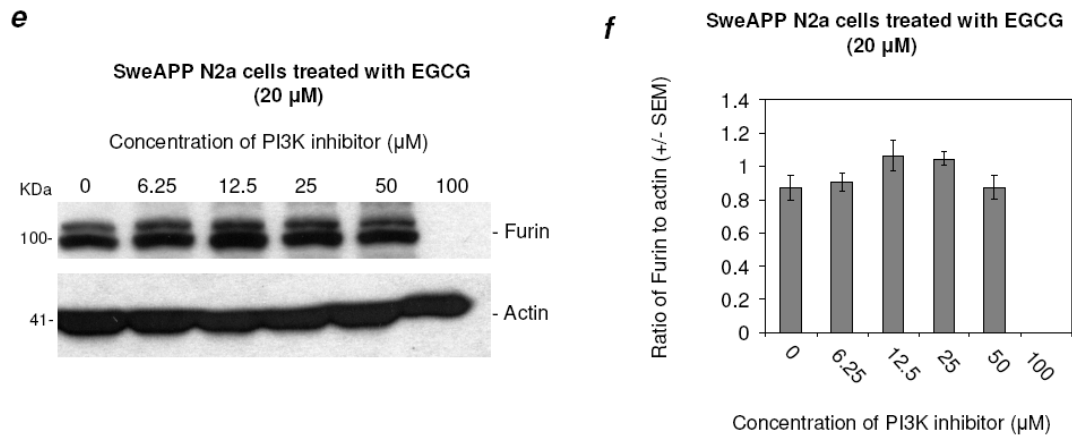 e
SweAPP N2a cells treated with EGCG
(20 µM)
Concentration of PI3K inhibitor (µM)
KDa 0 6.25 12.5 25 50 100
100- - Furin
41- - Actin
f
SweAPP N2a cells treated with EGCG
(20 µM)
Ratio of Furin to actin (+/- SEM)
1.4
1.2
1
0.8
0.6
0.4
0.2
0
0 6.25 12.5 25 50 100
Concentration of PI3K inhibitor (µM)